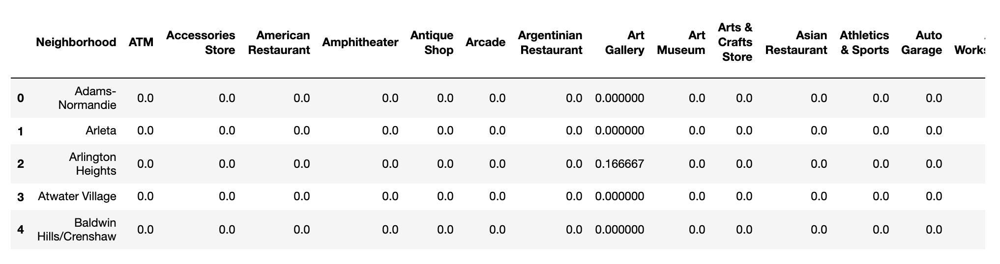 Neighborhood ATM Accessories Store American Restaurant Amphitheater Antique Shop Arcade Argentinian Restaurant Art Gallery Art Museum Arts & Crafts Store Asian Restaurant Athletics & Sports Auto Garage
0 Adams-Normandie 0.0 0.0 0.0 0.0 0.0 0.0 0.0 0.000000 0.0 0.0 0.0 0.0 0.0
1 Arleta 0.0 0.0 0.0 0.0 0.0 0.0 0.0 0.000000 0.0 0.0 0.0 0.0 0.0
2 Arlington Heights 0.0 0.0 0.0 0.0 0.0 0.0 0.0 0.166667 0.0 0.0 0.0 0.0 0.0
3 Atwater Village 0.0 0.0 0.0 0.0 0.0 0.0 0.0 0.000000 0.0 0.0 0.0 0.0 0.0
4 Baldwin Hills/Crenshaw 0.0 0.0 0.0 0.0 0.0 0.0 0.0 0.000000 0.0 0.0 0.0 0.0 0.0